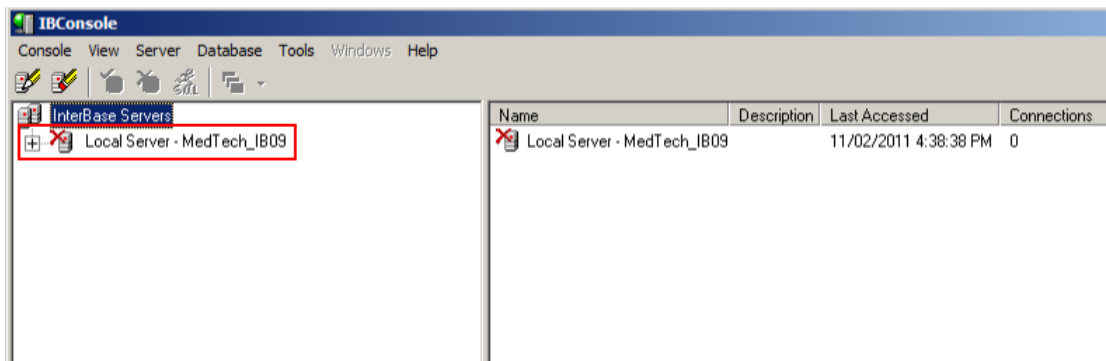 IBConsole
Console View Server Database Tools Windows Help
SQL
InterBase Servers
Local Server - MedTech_IB09
Name Description Last Accessed Connections
Local Server - MedTech_IB09 11/02/2011 4:38:38 PM 0